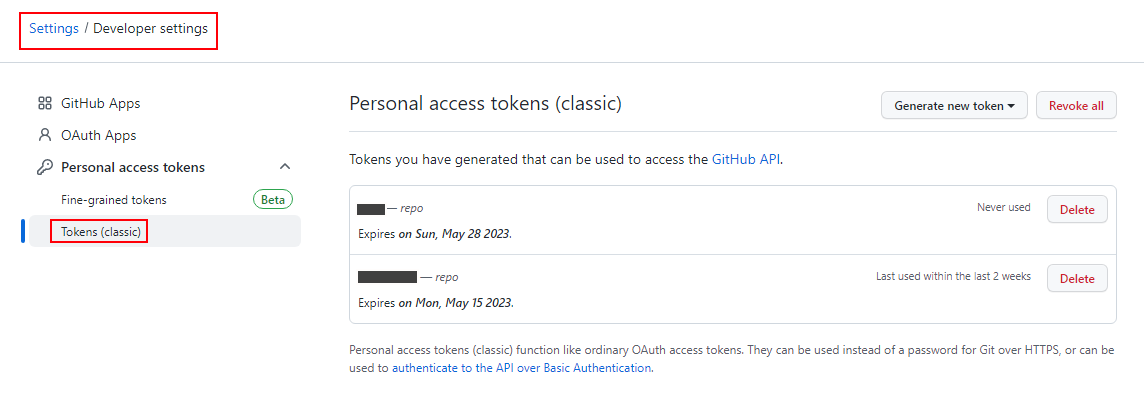 Settings / Developer settings
GitHub Apps
OAuth Apps
Personal access tokens
Fine-grained tokens Beta
Tokens (classic)
Personal access tokens (classic)
Generate new token
Revoke all
Tokens you have generated that can be used to access the GitHub API.
— repo
Never used
Delete
Expires on Sun, May 28 2023.
— repo
Last used within the last 2 weeks
Delete
Expires on Mon, May 15 2023.
Personal access tokens (classic) function like ordinary OAuth access tokens. They can be used instead of a password for Git over HTTPS, or can be
used to authenticate to the API over Basic Authentication.